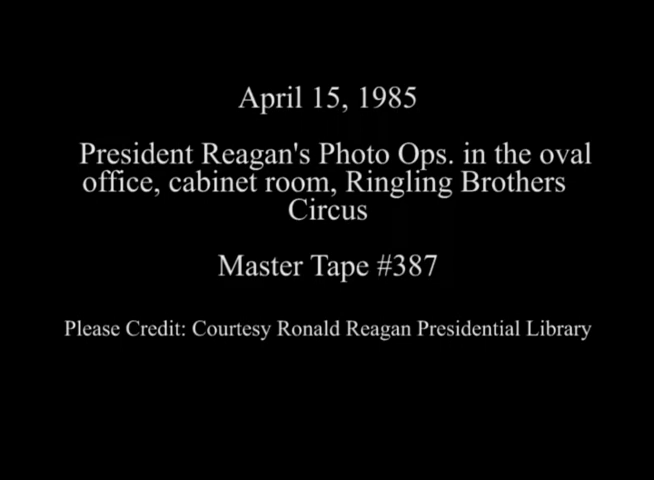 April 15, 1985
President Reagan's Photo Ops. in the oval
office, cabinet room, Ringling Brothers
Circus
Master Tape #387
Please Credit: Courtesy Ronald Reagan Presidential Library